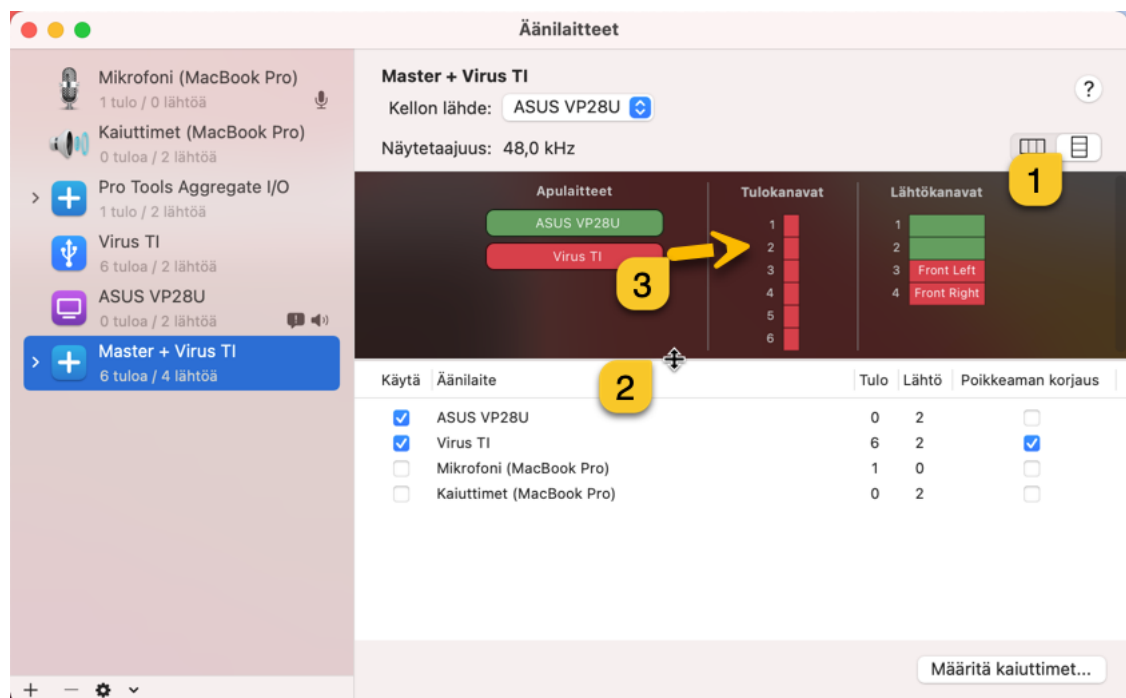 Äänilaitteet
Mikrofoni (MacBook Pro)
1 tulo / 0 lähtöä
Kaiuttimet (MacBook Pro)
0 tuloa / 2 lähtöä
Pro Tools Aggregate I/O
1 tulo / 2 lähtöä
Virus TI
6 tuloa / 2 lähtöä
ASUS VP28U
0 tuloa / 2 lähtöä
Master + Virus TI
6 tuloa / 4 lähtöä
Master + Virus TI
?
Kellon lähde: ASUS VP28U
Näytetaajuus: 48,0 kHz
1
Apulaitteet Tulokanavat Lähtökanavat
ASUS VP28U
Virus TI
3
1
2
3
4
5
6
1
2
3 Front Left
4 Front Right
2
Käytä Äänilaite Tulo Lähtö Poikkeaman korjaus
ASUS VP28U 0 2
Virus TI 6 2
Mikrofoni (MacBook Pro) 1 0
Kaiuttimet (MacBook Pro) 0 2
Määritä kaiuttimet...